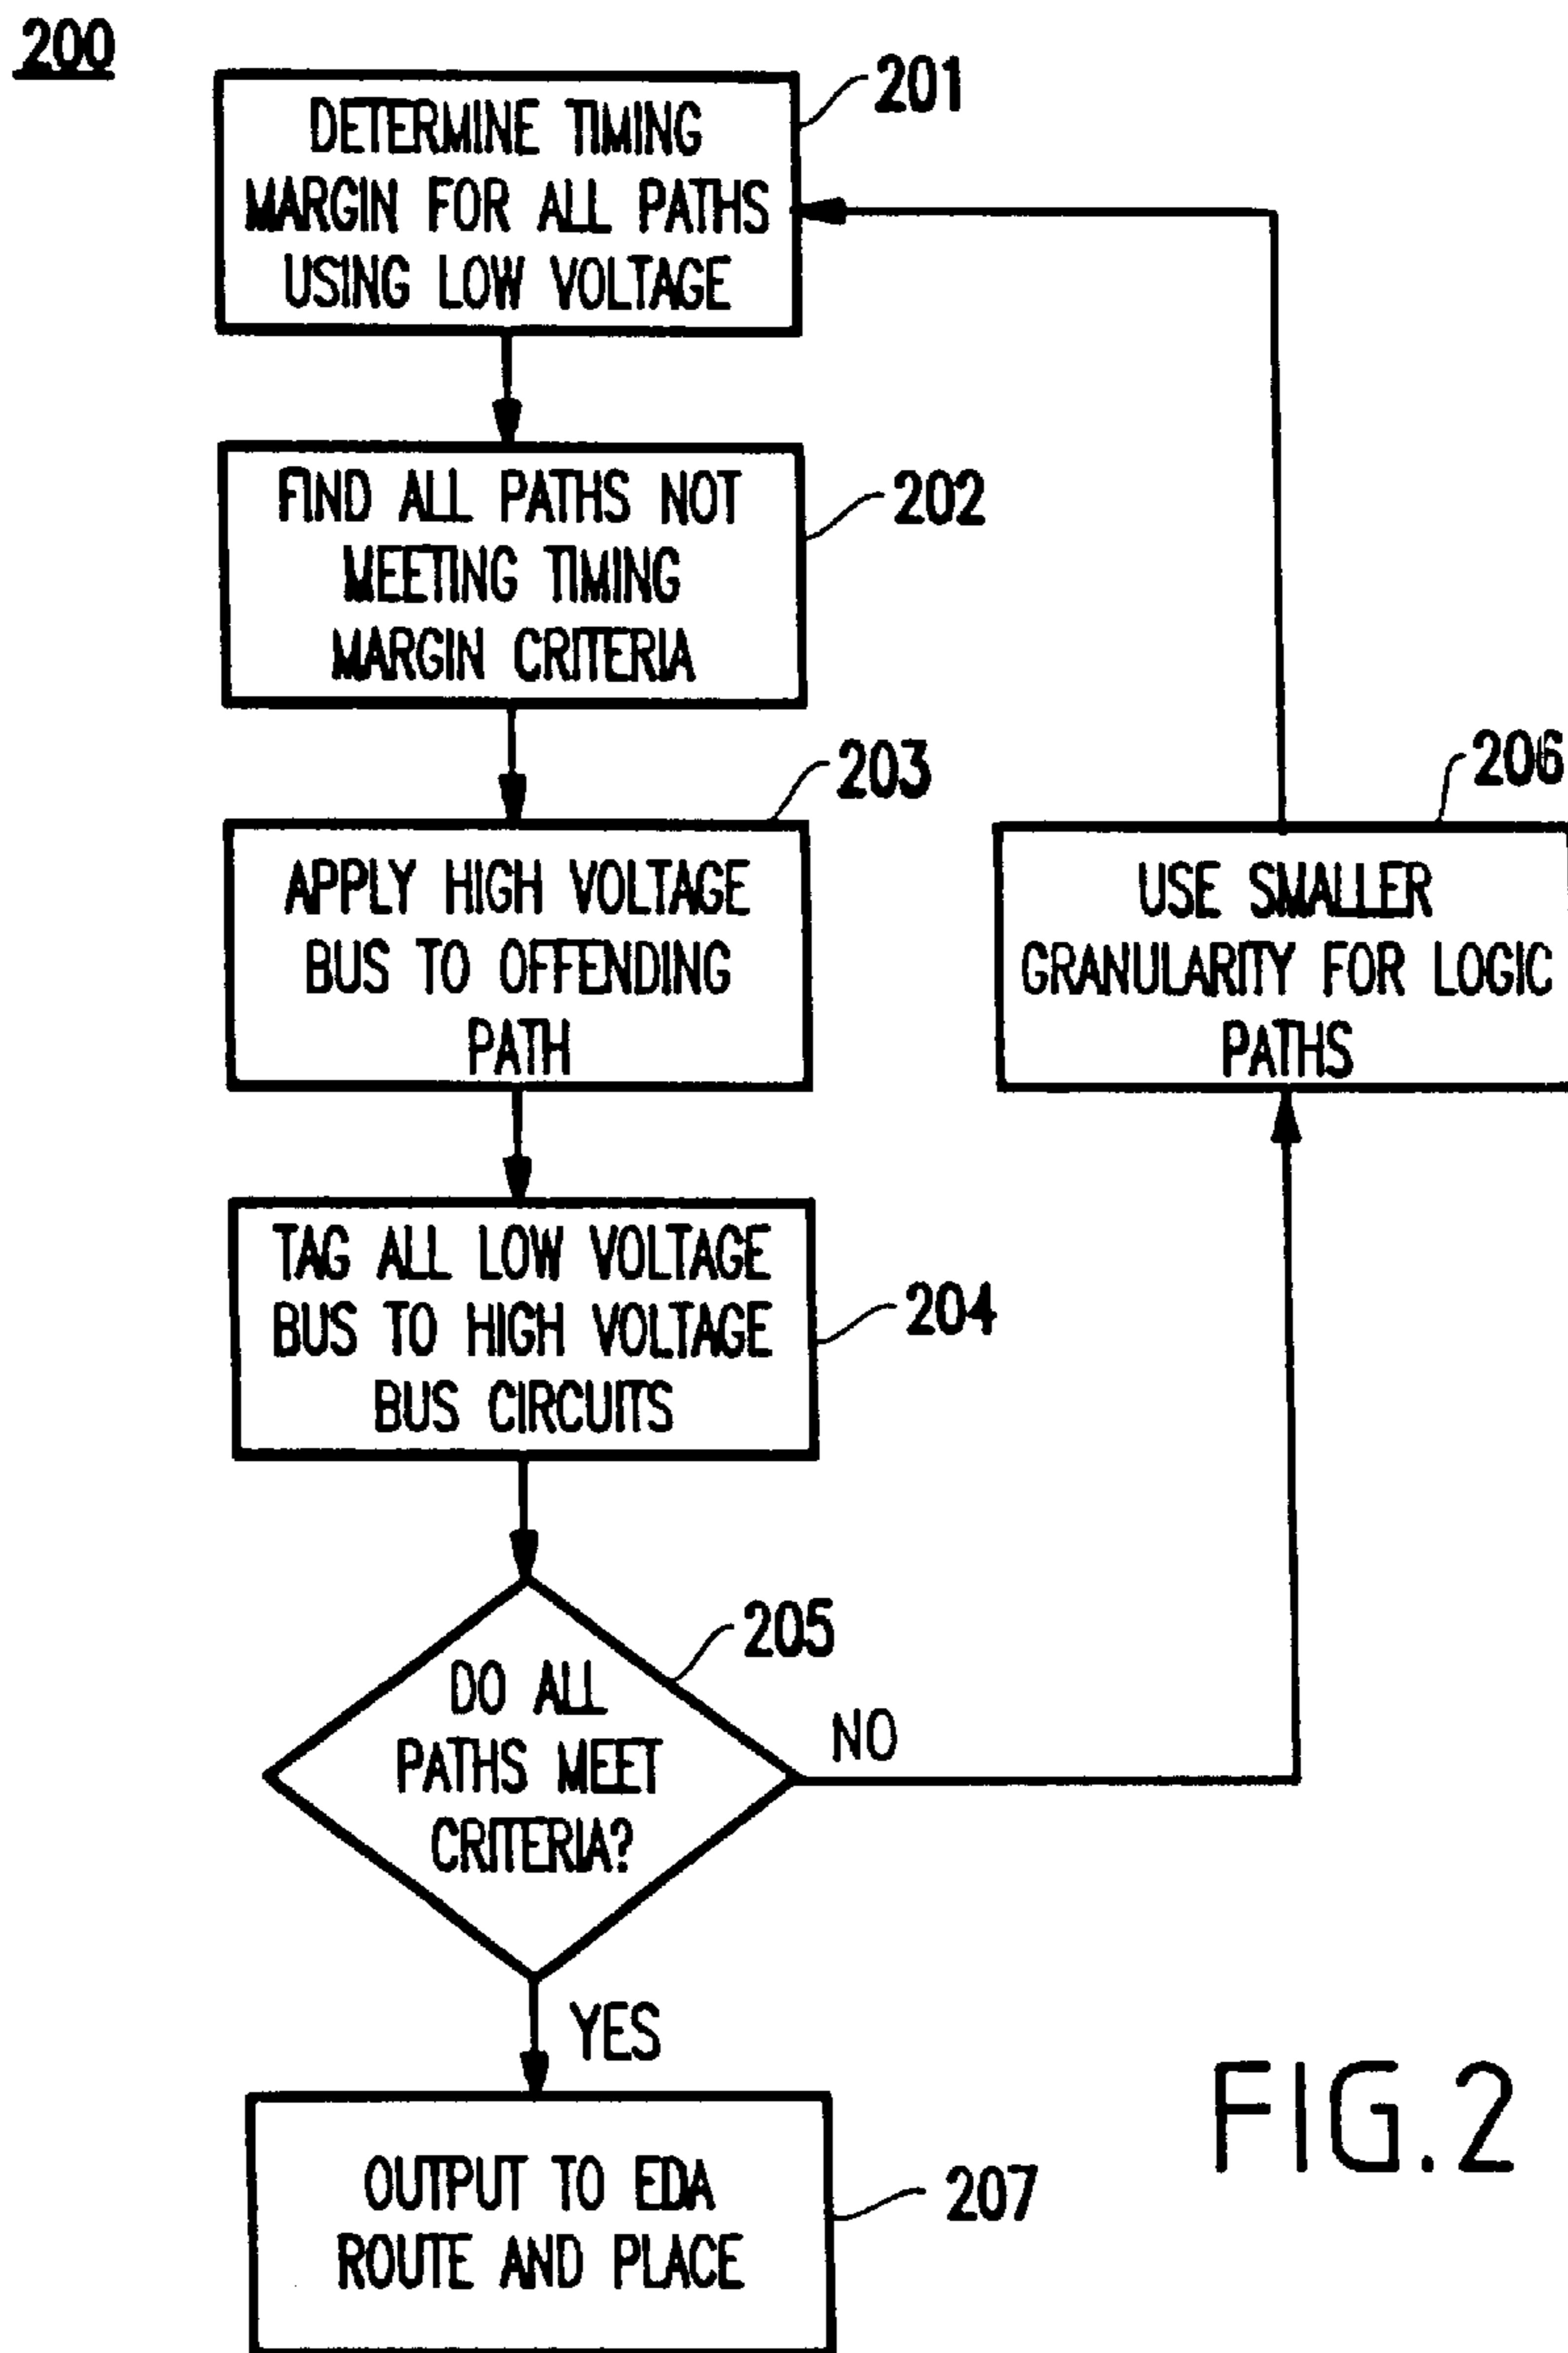 200
201
DETERMINE TIMING
MARGIN FOR ALL PATHS
USING LOW VOLTAGE
202
FIND ALL PATHS NOT
MEETING TIMING
MARGIN CRITERIA
203
APPLY HIGH VOLTAGE
BUS TO OFFENDING
PATH
206
USE SMALLER
GRANULARITY FOR LOGIC
PATHS
204
TAG ALL LOW VOLTAGE
BUS TO HIGH VOLTAGE
BUS CIRCUITS
205
DO ALL
PATHS MEET
CRITERIA?
NO
YES
207
OUTPUT TO EDA
ROUTE AND PLACE
FIG.2